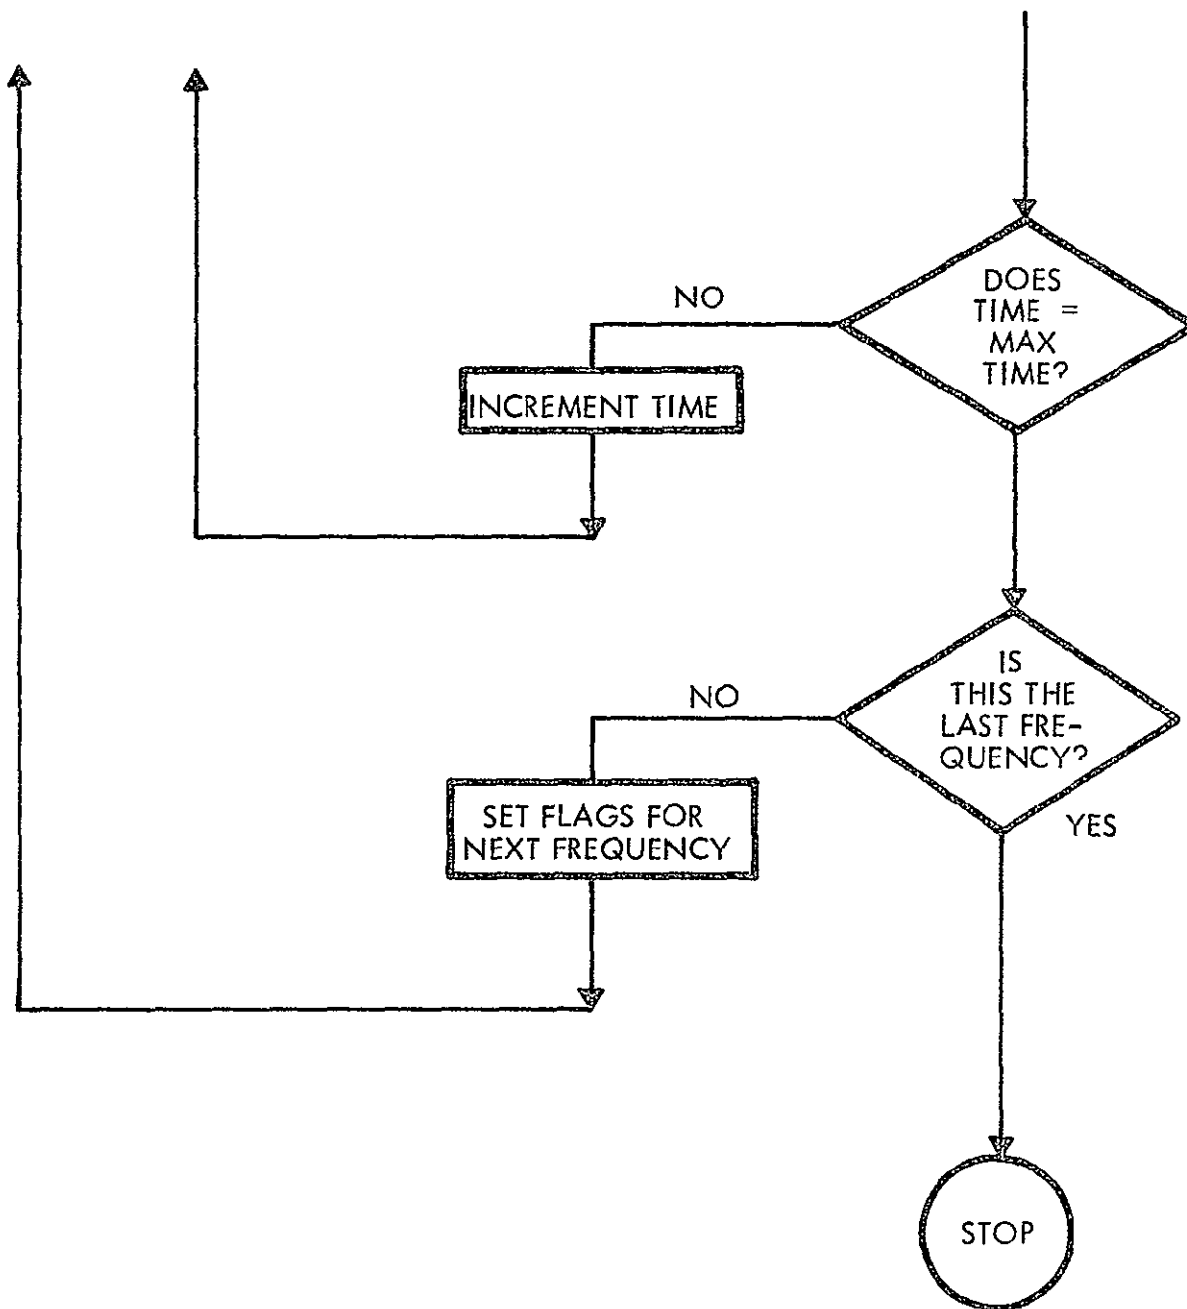 DOES
TIME =
MAX
TIME?
NO
INCREMENT TIME
IS
THIS THE
LAST FRE-
QUENCY?
NO
YES
SET FLAGS FOR
NEXT FREQUENCY
STOP